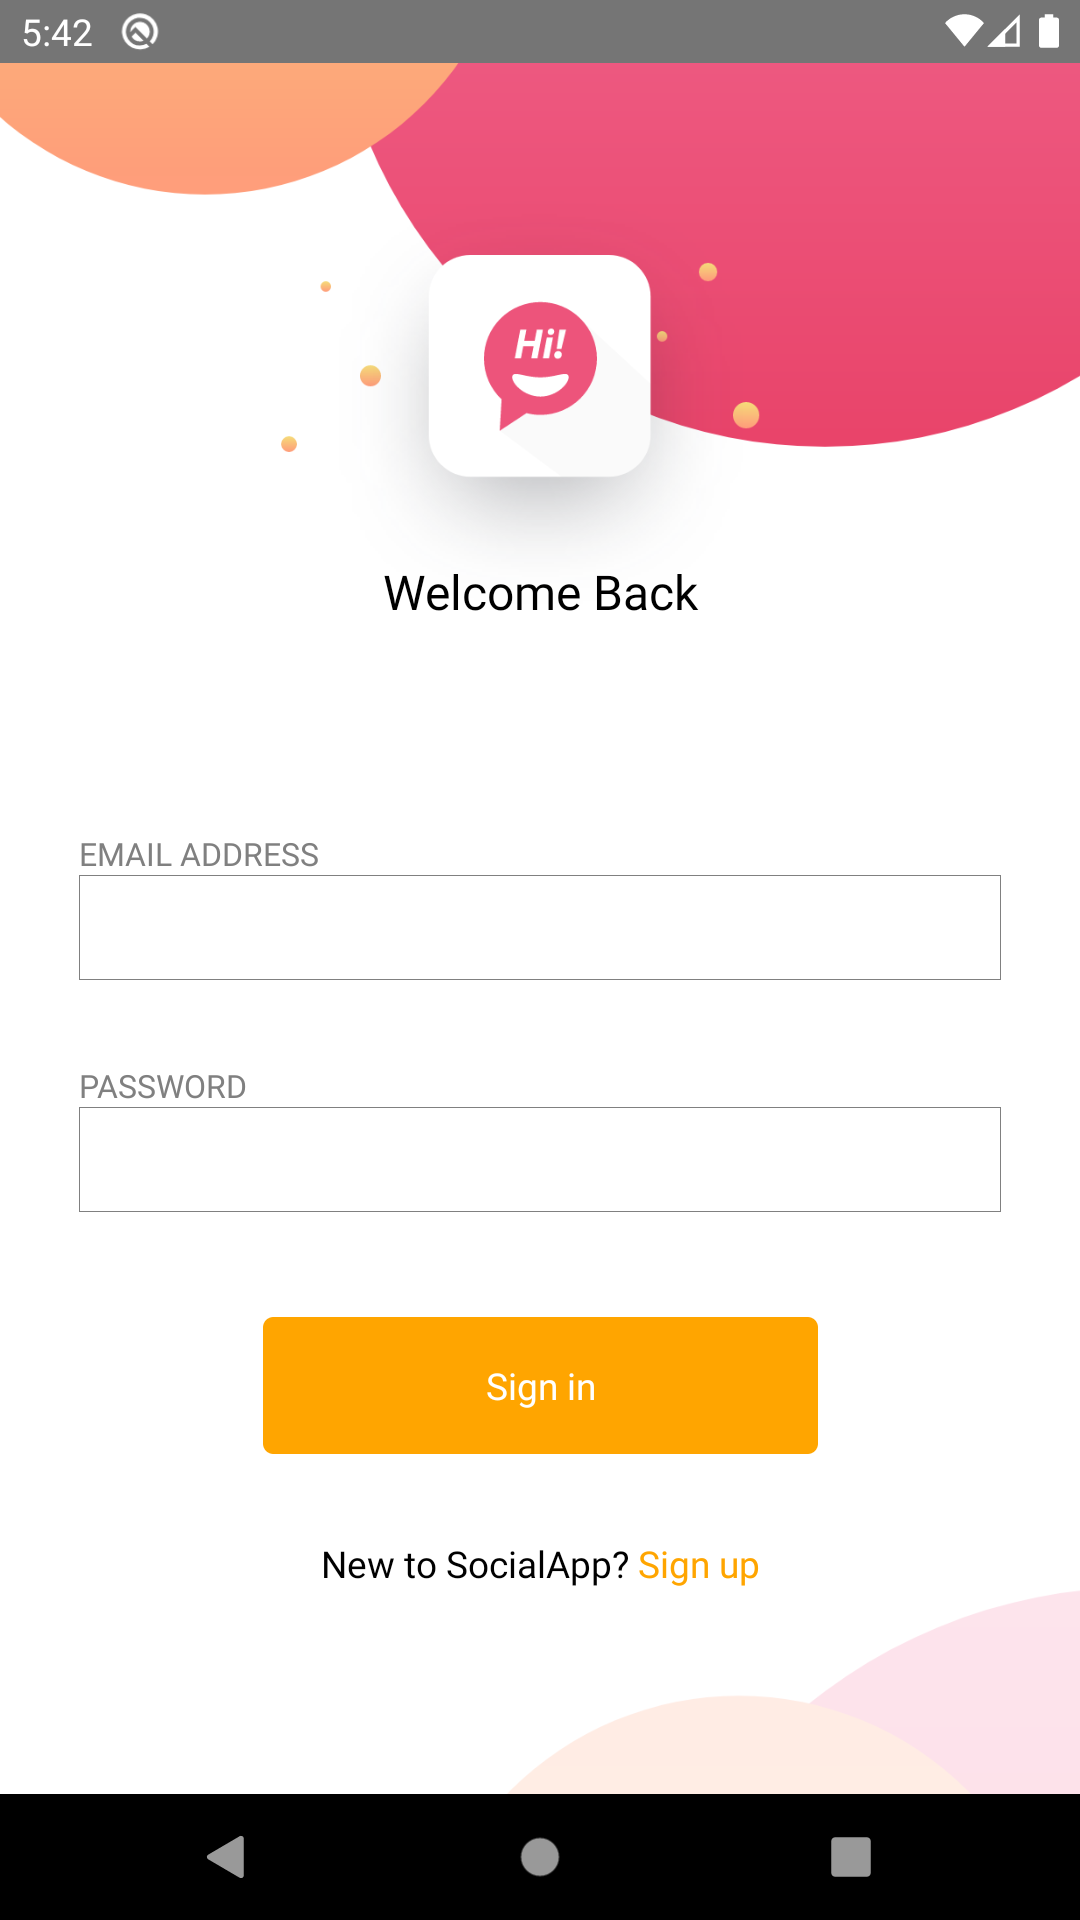 5:42
Hi!
Welcome Back
EMAIL ADDRESS
PASSWORD
Sign in
New to SocialApp? Sign up